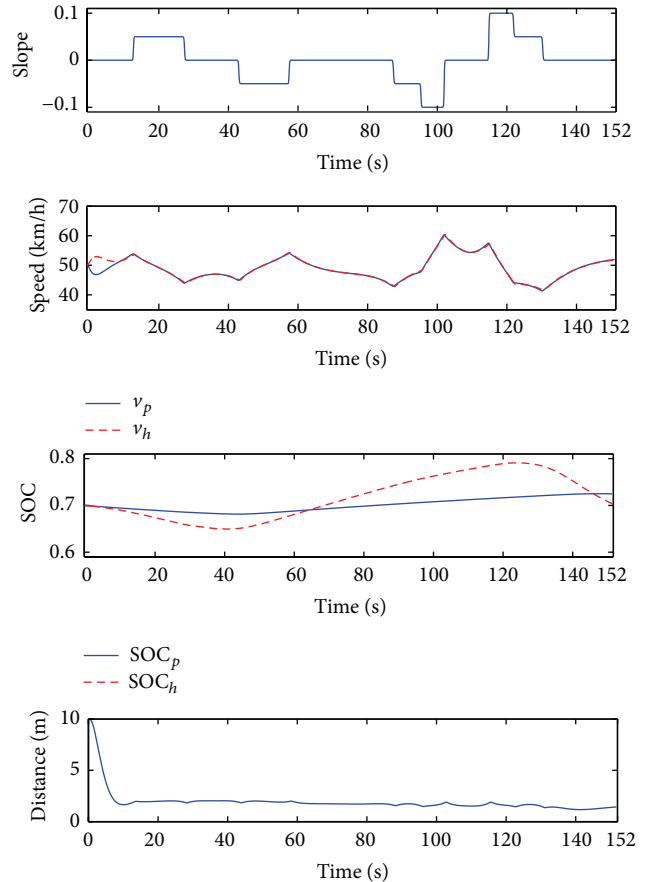 Slope
0.1
0
−0.1
0 20 40 60 80 100 120 140 152
Time (s)
Speed (km/h)
70
60
50
40
0 20 40 60 80 100 120 140 152
Time (s)
v_p
v_h
SOC
0.8
0.7
0.6
0 20 40 60 80 100 120 140 152
Time (s)
SOC_p
SOC_h
Distance (m)
10
5
0
0 20 40 60 80 100 120 140 152
Time (s)